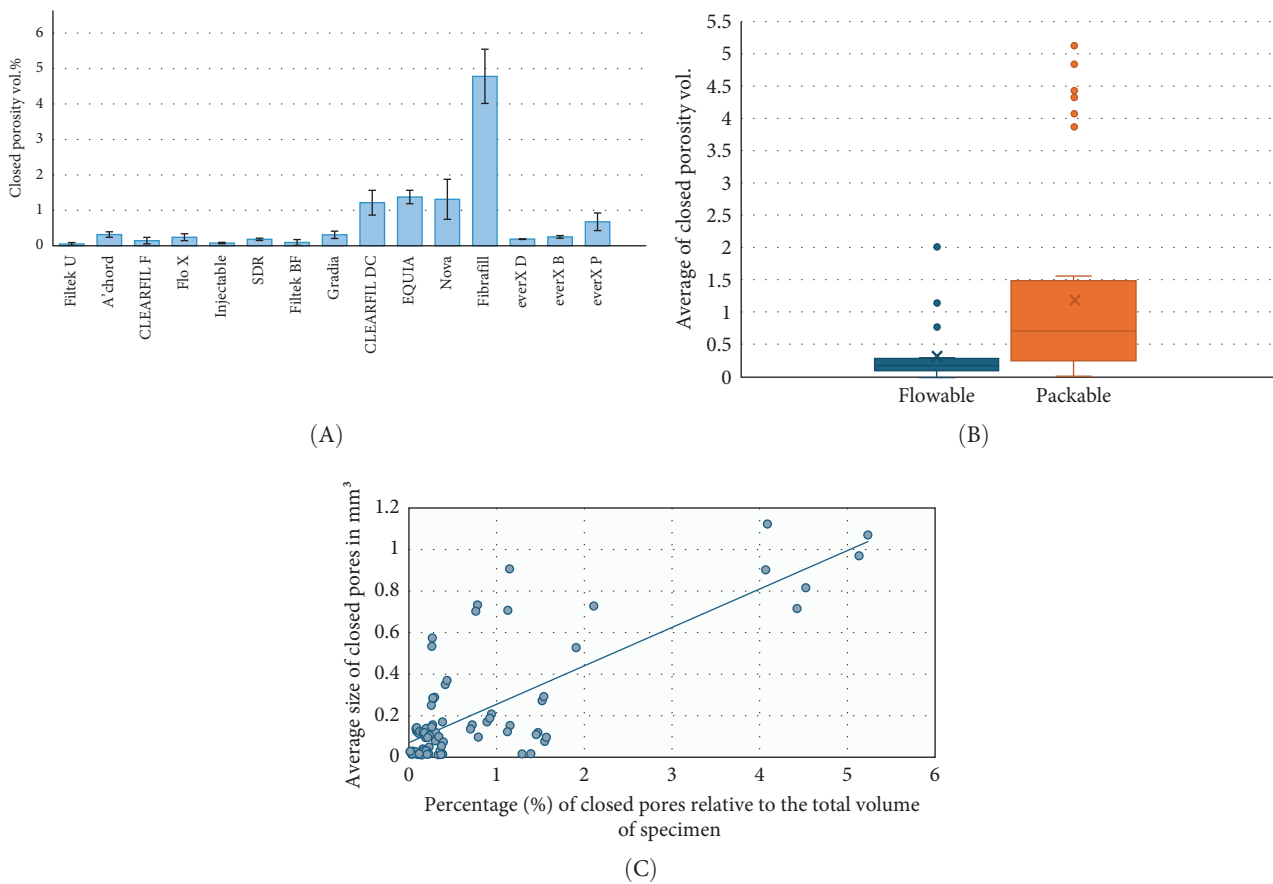 Closed porosity vol.%
6
5
4
3
2
1
0
Filtek U
A'chord
CLEARFIL F
Flo X
Injectable
SDR
Filtek BF
Gradia
CLEARFIL DC
EQUIA
Nova
Fibrafill
everX D
everX B
everX P
(A)
Average of closed porosity vol.
5.5
5
4.5
4
3.5
3
2.5
2
1.5
1
0.5
0
Flowable
Packable
(B)
Average size of closed pores in mm³
1.2
1
0.8
0.6
0.4
0.2
0
0 1 2 3 4 5 6
Percentage (%) of closed pores relative to the total volume
of specimen
(C)